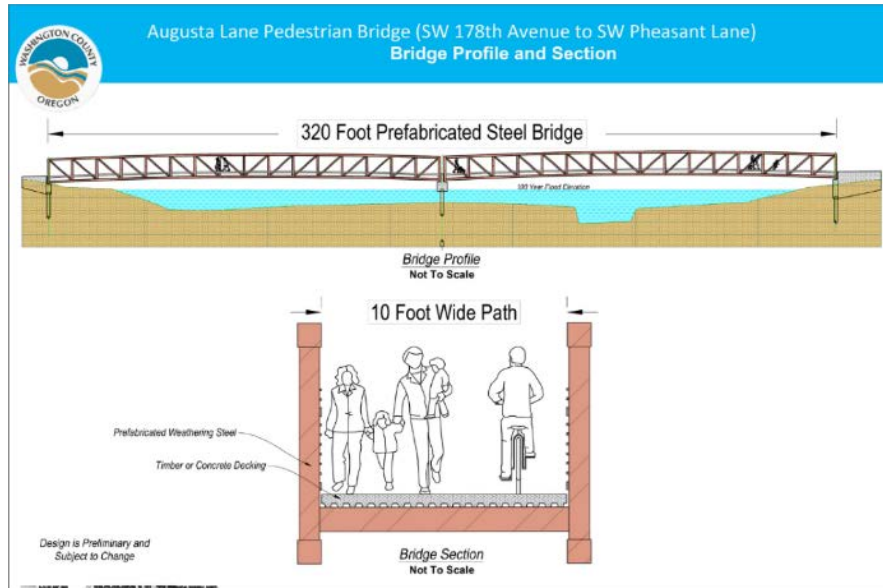 WASHINGTON COUNTY
OREGON
Augusta Lane Pedestrian Bridge (SW 178th Avenue to SW Pheasant Lane)
Bridge Profile and Section
320 Foot Prefabricated Steel Bridge
100 Year Flood Elevation
Bridge Profile
Not To Scale
10 Foot Wide Path
Prefabricated Weathering Steel
Timber or Concrete Decking
Design is Preliminary and
Subject to Change
Bridge Section
Not To Scale